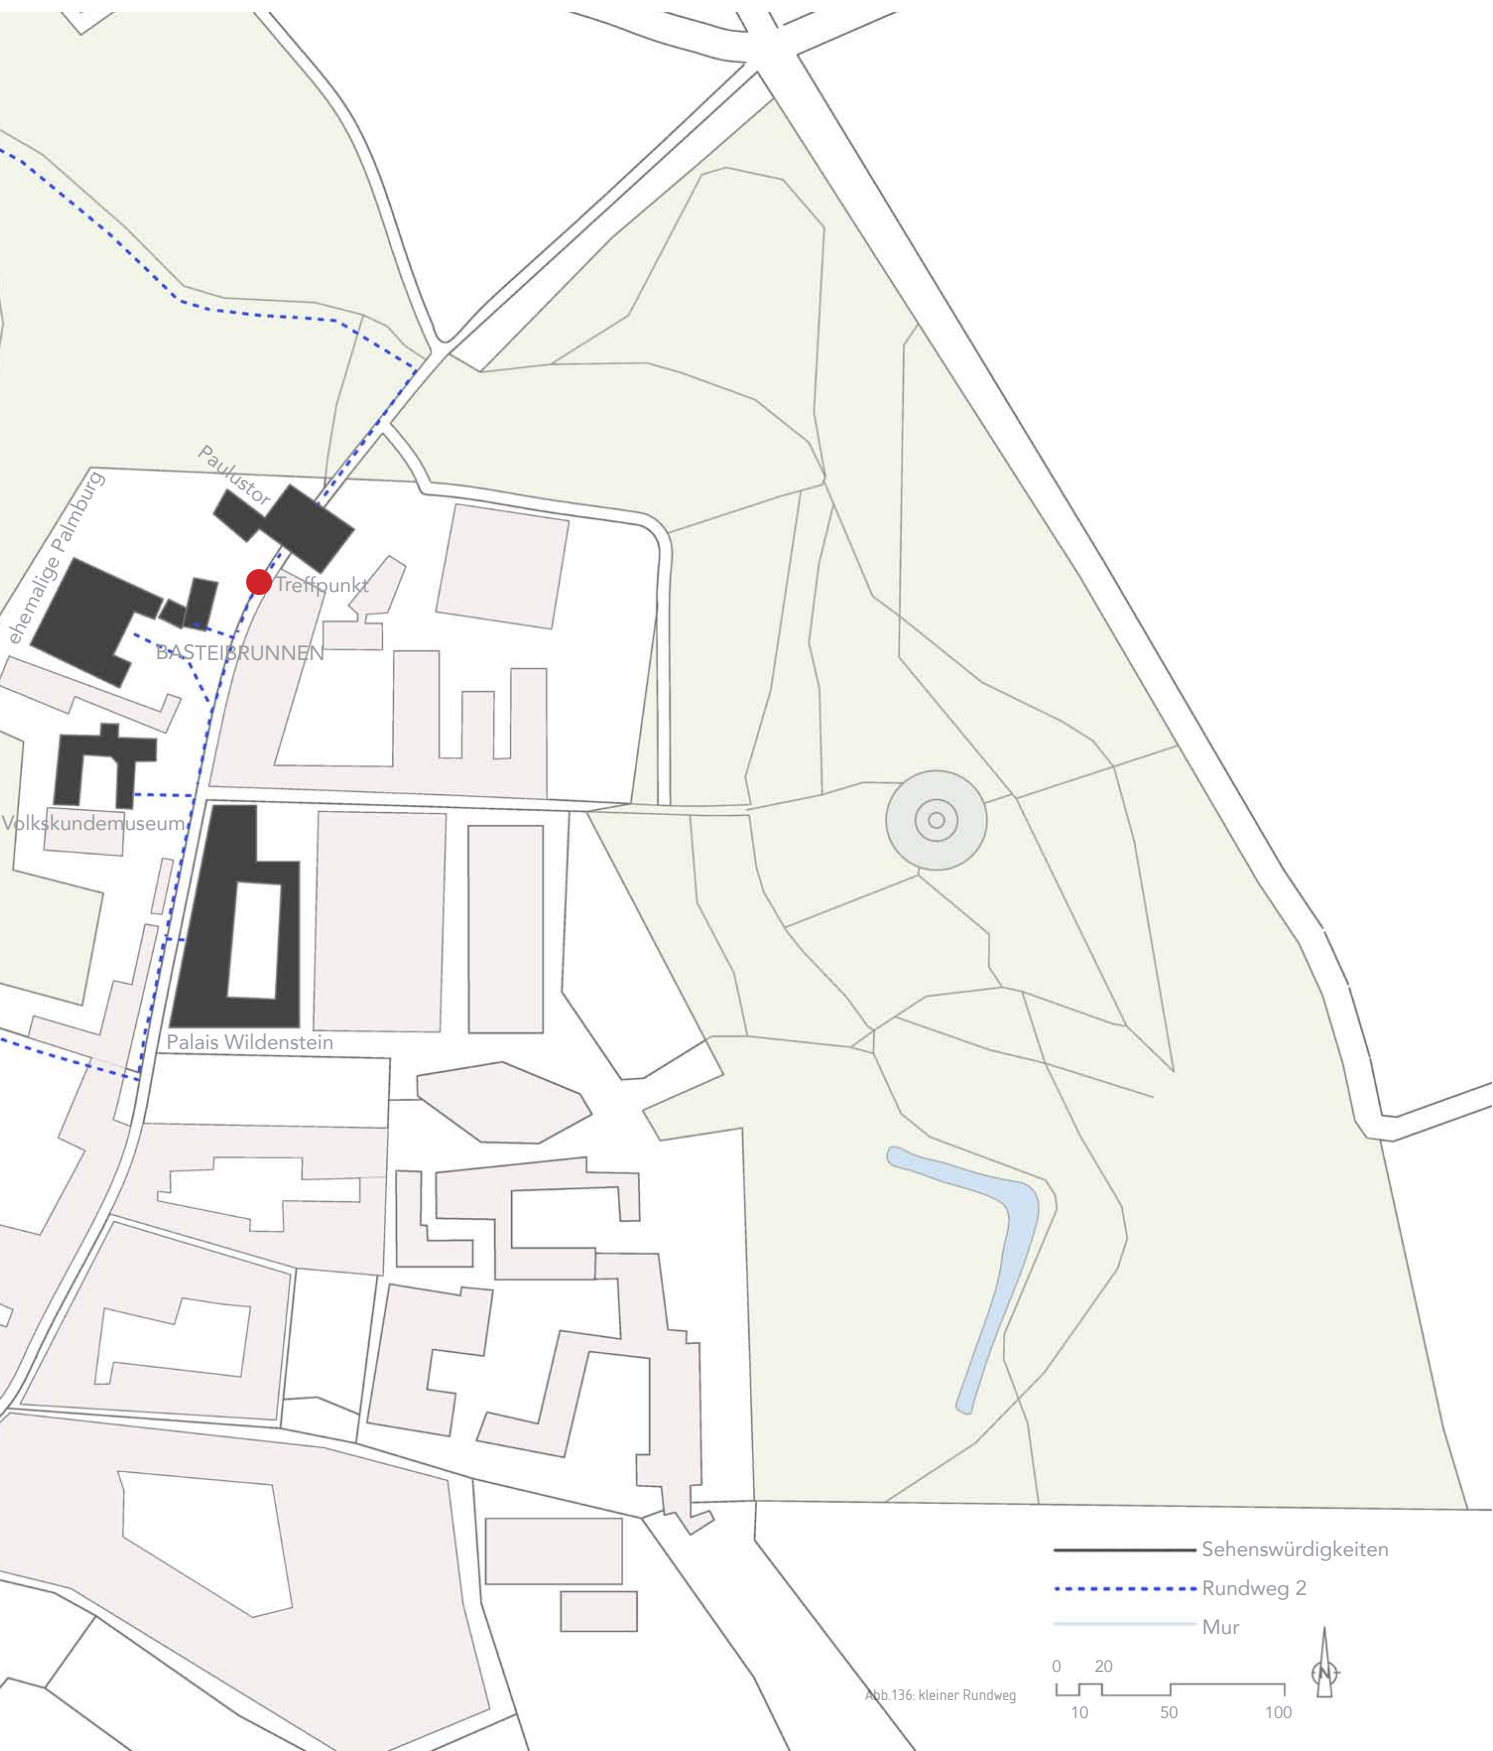 Paulustor
ehemalige Palmburg
Treffpunkt
BASTEIBRUNNEN
Volkskundemuseum
Palais Wildenstein
Sehenswürdigkeiten
Rundweg 2
Mur
0 20
N
Abb.136: kleiner Rundweg
10 50 100